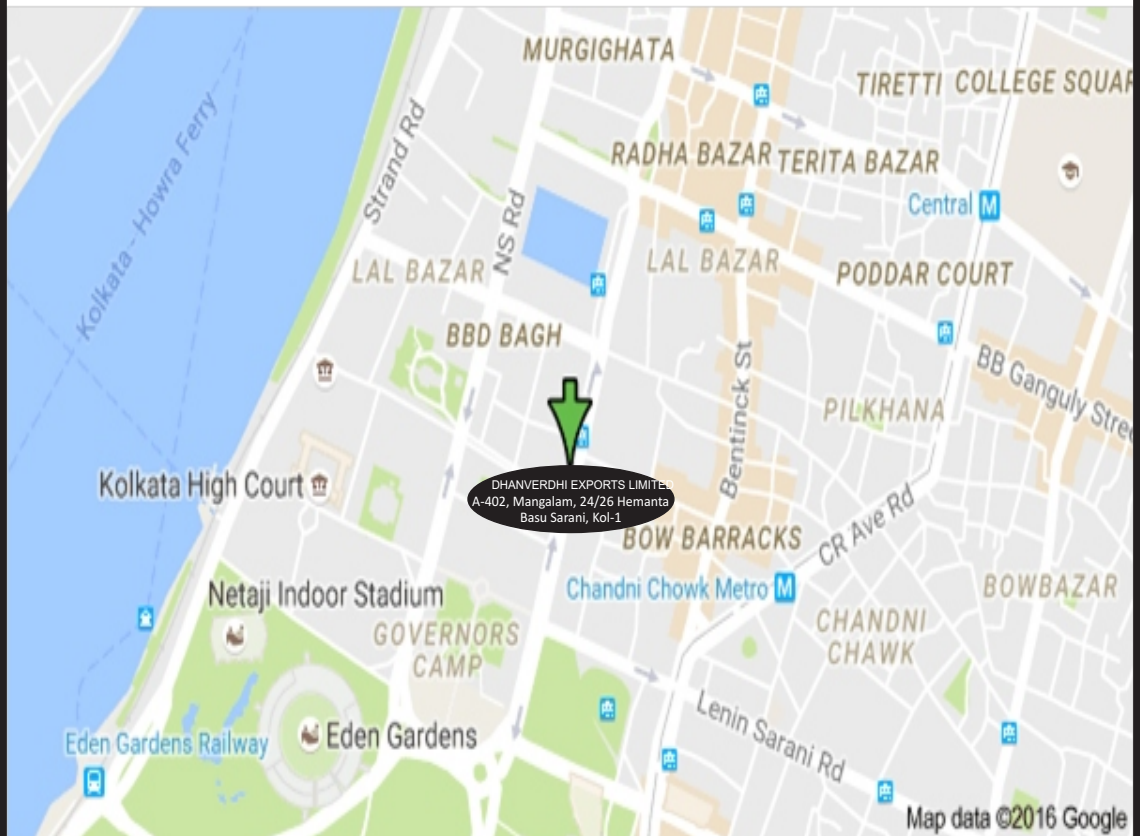 MURGIGHATA
TIRETTI COLLEGE SQUAR
Kolkata - Howra Ferry
Strand Rd
RADHA BAZAR
TERITA BAZAR
NS Rd
Central M
LAL BAZAR
LAL BAZAR
PODDAR COURT
BBD BAGH
BB Ganguly Stree
Bentinck St
PILKHANA
Kolkata High Court
DHANVERDHI EXPORTS LIMITED
A-402, Mangalam, 24/26 Hemanta
Basu Sarani, Kol-1
CR Ave Rd
BOW BARRACKS
Chandni Chowk Metro M
BOWBAZAR
Netaji Indoor Stadium
GOVERNORS
CAMP
CHANDNI
CHAWK
Lenin Sarani Rd
Eden Gardens
Eden Gardens Railway
Map data ©2016 Google